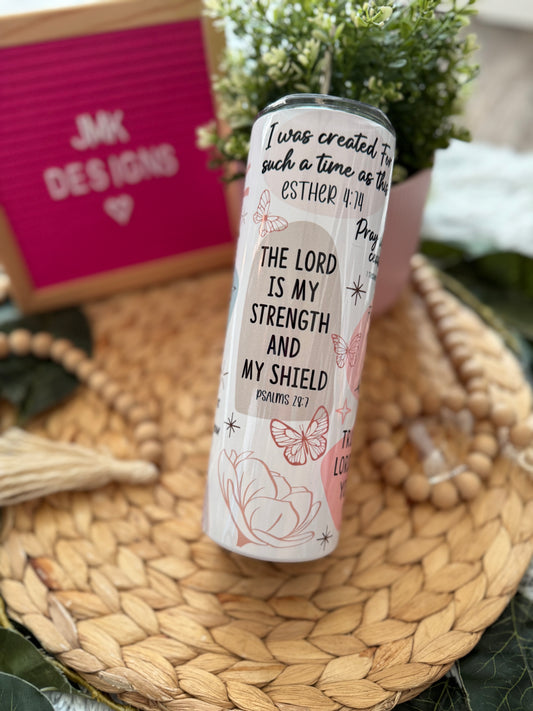 JMK
DESIGNS
I was created For
such a time as this
ESTHER 4:14
Pray
THE LORD
IS MY
STRENGTH
AND
MY SHIELD
PSALMS 28:7